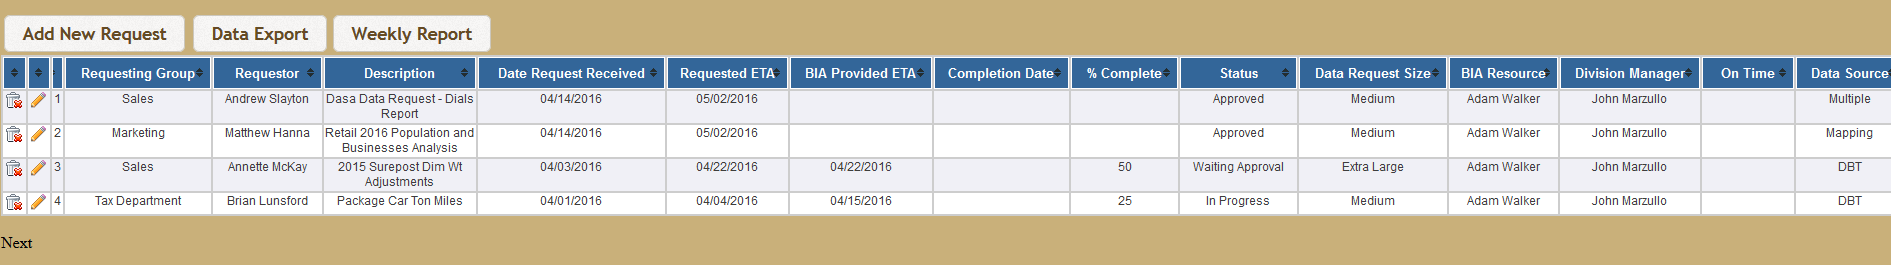 Add New Request Data Export Weekly Report
Requesting Group Requestor Description Date Request Received Requested ETA BIA Provided ETA Completion Date % Complete Status Data Request Size BIA Resource Division Manager On Time Data Source
1 Sales Andrew Slayton Dasa Data Request - Dials 04/14/2016 05/02/2016 Approved Medium Adam Walker John Marzullo Multiple
Report
2 Marketing Matthew Hanna Retail 2016 Population and 04/14/2016 05/02/2016 Approved Medium Adam Walker John Marzullo Mapping
Businesses Analysis
3 Sales Annette McKay 2015 Surepost Dim Wt 04/03/2016 04/22/2016 04/22/2016 50 Waiting Approval Extra Large Adam Walker John Marzullo DBT
Adjustments
4 Tax Department Brian Lunsford Package Car Ton Miles 04/01/2016 04/04/2016 04/15/2016 25 In Progress Medium Adam Walker John Marzullo DBT
Next